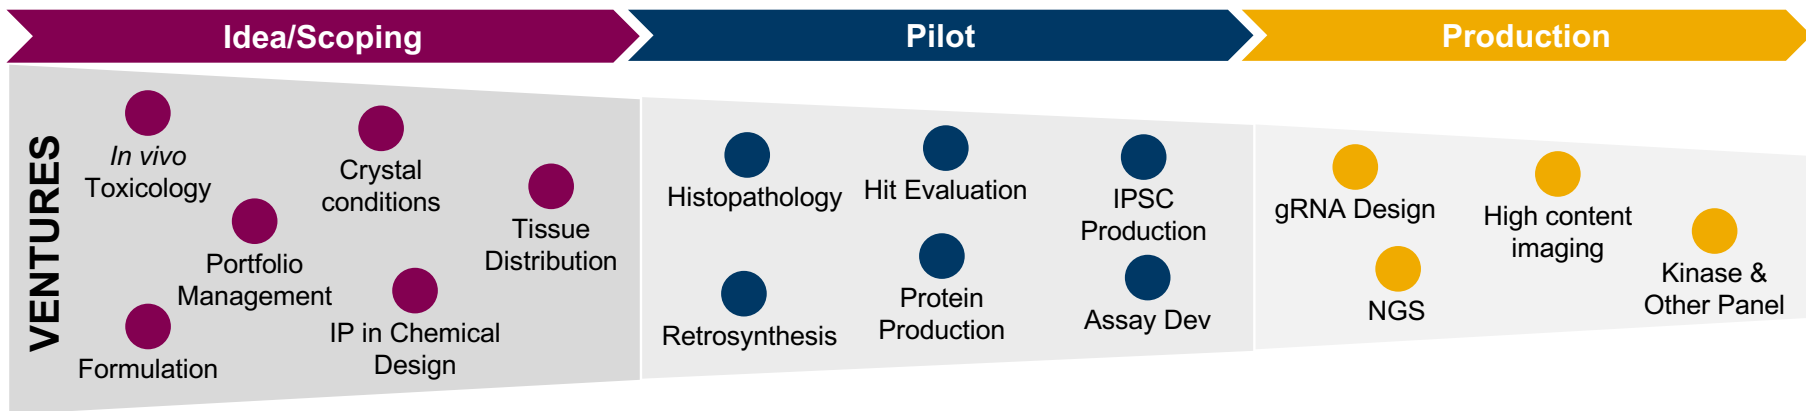 Idea/Scoping
Pilot
Production
VENTURES
In vivo
Toxicology
Crystal
conditions
Tissue
Distribution
Portfolio
Management
IP in Chemical
Design
Formulation
Histopathology
Hit Evaluation
IPSC
Production
Retrosynthesis
Protein
Production
Assay Dev
gRNA Design
High content
imaging
NGS
Kinase &
Other Panel